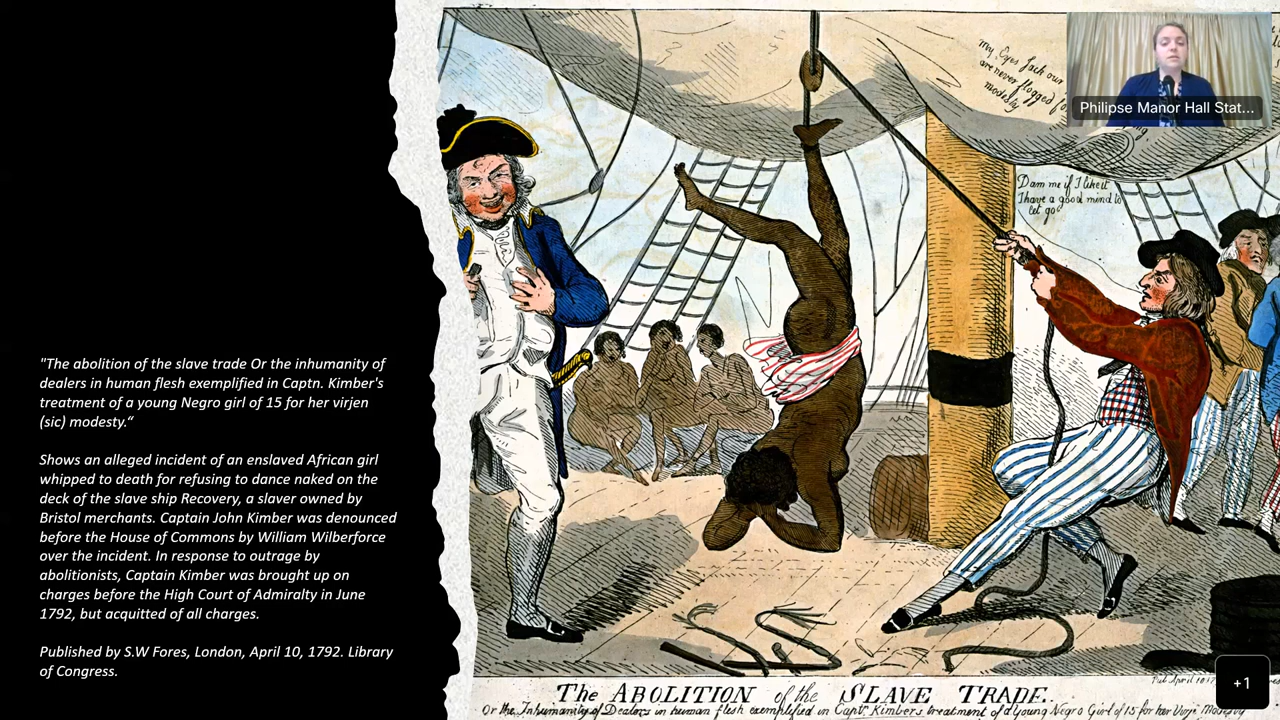 "The abolition of the slave trade Or the inhumanity of
dealers in human flesh exemplified in Captn. Kimber's
treatment of a young Negro girl of 15 for her virjen
(sic) modesty."
Shows an alleged incident of an enslaved African girl
whipped to death for refusing to dance naked on the
deck of the slave ship Recovery, a slaver owned by
Bristol merchants. Captain John Kimber was denounced
before the House of Commons by William Wilberforce
over the incident. In response to outrage by
abolitionists, Captain Kimber was brought up on
charges before the High Court of Admiralty in June
1792, but acquitted of all charges.
Published by S.W Fores, London, April 10, 1792. Library
of Congress.
My Eyes Jack our
are never flogged
modesty
Philipse Manor Hall Stat...
Dam me if I like it
I have a good mind to
let go
The ABOLITION of the SLAVE TRADE.
Or the Inhumanity of Dealers in human flesh exemplified in Captn Kimbers treatment of a Young Negro Girl of 15 for her Virjen Modesty
+1